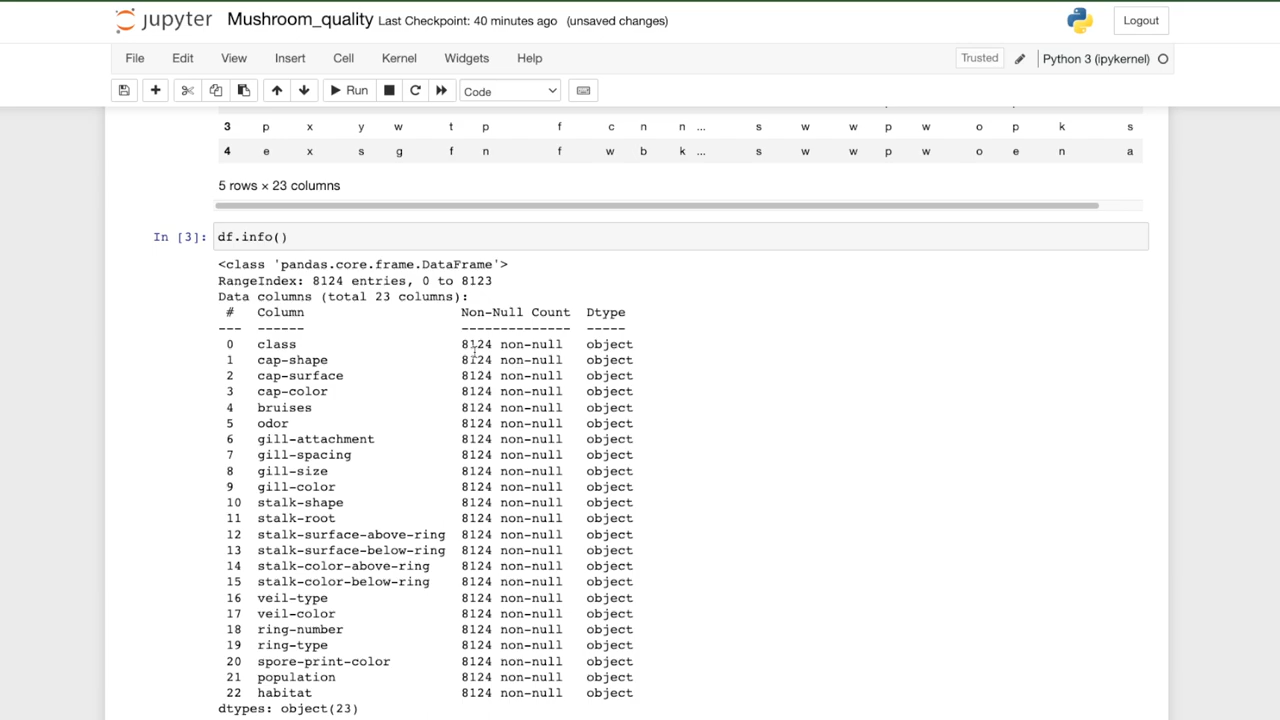 jupyter Mushroom_quality Last Checkpoint: 40 minutes ago (unsaved changes) Logout
File Edit View Insert Cell Kernel Widgets Help Trusted Python 3 (ipykernel)
Run Code
3 p x y w t p f c n n ... s w w p w o p k s
4 e x s g f n f w b k ... s w w p w o e n a
5 rows × 23 columns
In [3]: df.info()
<class 'pandas.core.frame.DataFrame'>
RangeIndex: 8124 entries, 0 to 8123
Data columns (total 23 columns):
# Column Non-Null Count Dtype
--- ------ -------------- -----
0 class 8124 non-null object
1 cap-shape 8124 non-null object
2 cap-surface 8124 non-null object
3 cap-color 8124 non-null object
4 bruises 8124 non-null object
5 odor 8124 non-null object
6 gill-attachment 8124 non-null object
7 gill-spacing 8124 non-null object
8 gill-size 8124 non-null object
9 gill-color 8124 non-null object
10 stalk-shape 8124 non-null object
11 stalk-root 8124 non-null object
12 stalk-surface-above-ring 8124 non-null object
13 stalk-surface-below-ring 8124 non-null object
14 stalk-color-above-ring 8124 non-null object
15 stalk-color-below-ring 8124 non-null object
16 veil-type 8124 non-null object
17 veil-color 8124 non-null object
18 ring-number 8124 non-null object
19 ring-type 8124 non-null object
20 spore-print-color 8124 non-null object
21 population 8124 non-null object
22 habitat 8124 non-null object
dtypes: object(23)